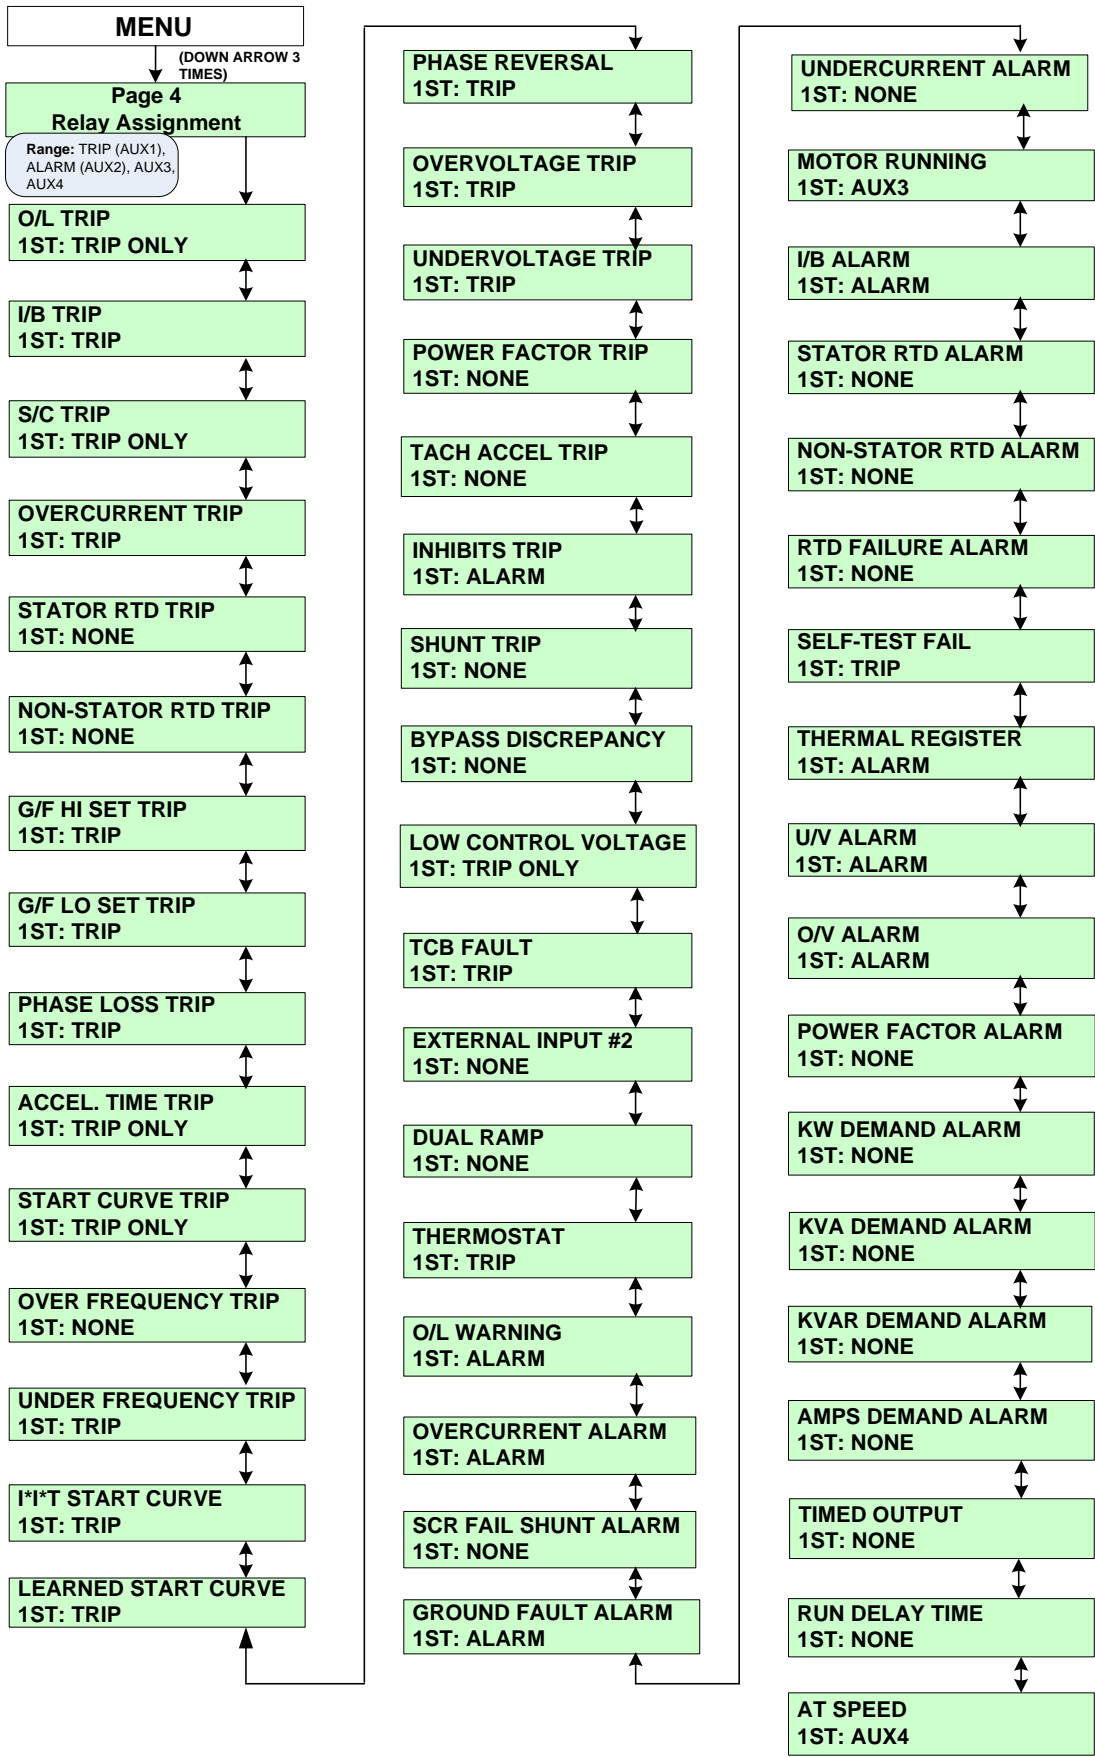 MENU
(DOWN ARROW 3
TIMES)
Page 4
Relay Assignment
Range: TRIP (AUX1),
ALARM (AUX2), AUX3,
AUX4
O/L TRIP
1ST: TRIP ONLY
I/B TRIP
1ST: TRIP
S/C TRIP
1ST: TRIP ONLY
OVERCURRENT TRIP
1ST: TRIP
STATOR RTD TRIP
1ST: NONE
NON-STATOR RTD TRIP
1ST: NONE
G/F HI SET TRIP
1ST: TRIP
G/F LO SET TRIP
1ST: TRIP
PHASE LOSS TRIP
1ST: TRIP
ACCEL. TIME TRIP
1ST: TRIP ONLY
START CURVE TRIP
1ST: TRIP ONLY
OVER FREQUENCY TRIP
1ST: NONE
UNDER FREQUENCY TRIP
1ST: TRIP
I*I*T START CURVE
1ST: TRIP
LEARNED START CURVE
1ST: TRIP
PHASE REVERSAL
1ST: TRIP
OVERVOLTAGE TRIP
1ST: TRIP
UNDERVOLTAGE TRIP
1ST: TRIP
POWER FACTOR TRIP
1ST: NONE
TACH ACCEL TRIP
1ST: NONE
INHIBITS TRIP
1ST: ALARM
SHUNT TRIP
1ST: NONE
BYPASS DISCREPANCY
1ST: NONE
LOW CONTROL VOLTAGE
1ST: TRIP ONLY
TCB FAULT
1ST: TRIP
EXTERNAL INPUT #2
1ST: NONE
DUAL RAMP
1ST: NONE
THERMOSTAT
1ST: TRIP
O/L WARNING
1ST: ALARM
OVERCURRENT ALARM
1ST: ALARM
SCR FAIL SHUNT ALARM
1ST: NONE
GROUND FAULT ALARM
1ST: ALARM
UNDERCURRENT ALARM
1ST: NONE
MOTOR RUNNING
1ST: AUX3
I/B ALARM
1ST: ALARM
STATOR RTD ALARM
1ST: NONE
NON-STATOR RTD ALARM
1ST: NONE
RTD FAILURE ALARM
1ST: NONE
SELF-TEST FAIL
1ST: TRIP
THERMAL REGISTER
1ST: ALARM
U/V ALARM
1ST: ALARM
O/V ALARM
1ST: ALARM
POWER FACTOR ALARM
1ST: NONE
KW DEMAND ALARM
1ST: NONE
KVA DEMAND ALARM
1ST: NONE
KVAR DEMAND ALARM
1ST: NONE
AMPS DEMAND ALARM
1ST: NONE
TIMED OUTPUT
1ST: NONE
RUN DELAY TIME
1ST: NONE
AT SPEED
1ST: AUX4